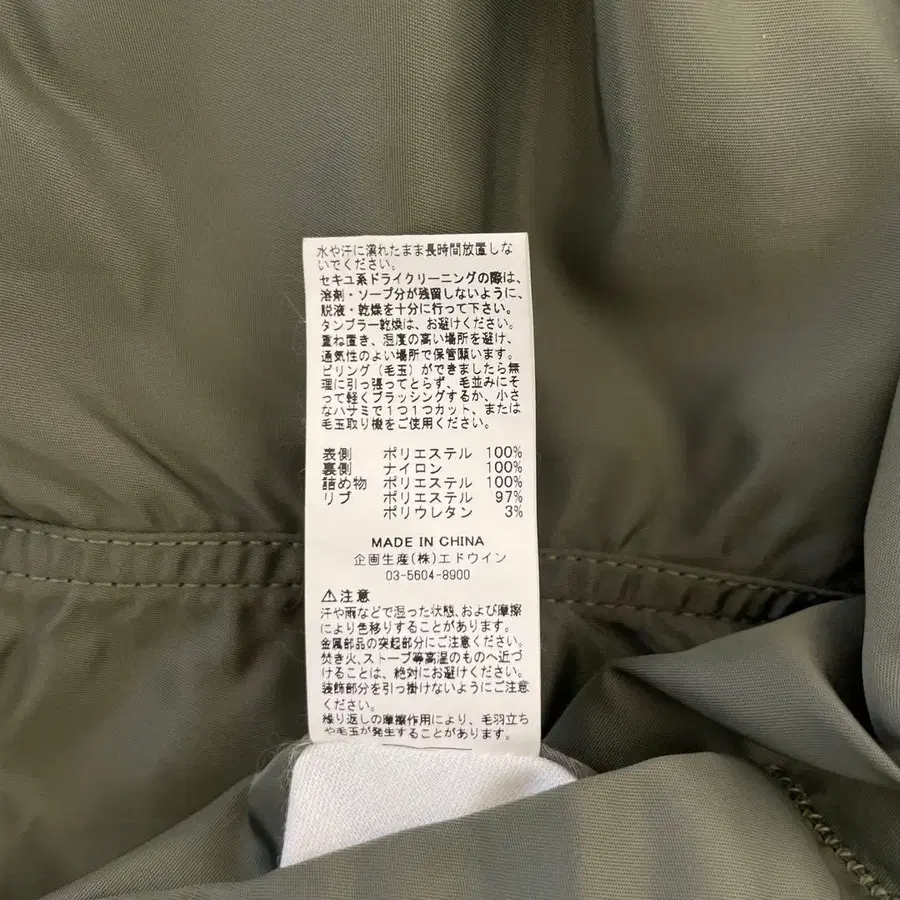 水や汗に濡れたまま長時間放置しな
いでください。
セキユ系ドライクリーニングの際は、
溶剤・ソープ分が残留しないように、
脱液・乾燥を十分に行って下さい。
タンブラー乾燥は、お避けください。
重ね置き、湿度の高い場所を避け、
通気性のよい場所で保管願います。
ピリング（毛玉）ができましたら無
理に引っ張ってとらず、毛並みにそ
って軽くブラッシングするか、小さ
なハサミで１つ１つカット、または
毛玉取り機をご使用ください。
表側 ポリエステル 100%
裏側 ナイロン 100%
詰め物 ポリエステル 100%
リブ ポリエステル 97%
ポリウレタン 3%
MADE IN CHINA
企画生産(株)エドウイン
03-5604-8900
⚠注意
汗や雨などで湿った状態、および摩擦
により色移りすることがあります。
金属部品の突起部分にご注意ください。
焚き火、ストーブ等高温のものへ近づ
けることは、絶対にお避けください。
装飾部分を引っ掛けないようにご注意
ください。
繰り返しの摩擦作用により、毛羽立ち
や毛玉が発生することがあります。